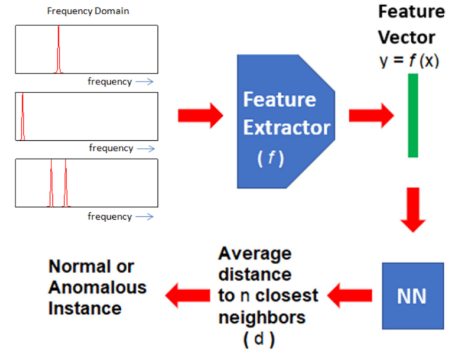 Frequency Domain
frequency
frequency
frequency
Feature
Extractor
( f )
Feature
Vector
y = f (x)
NN
Average
distance
to n closest
neighbors
( d )
Normal or
Anomalous
Instance